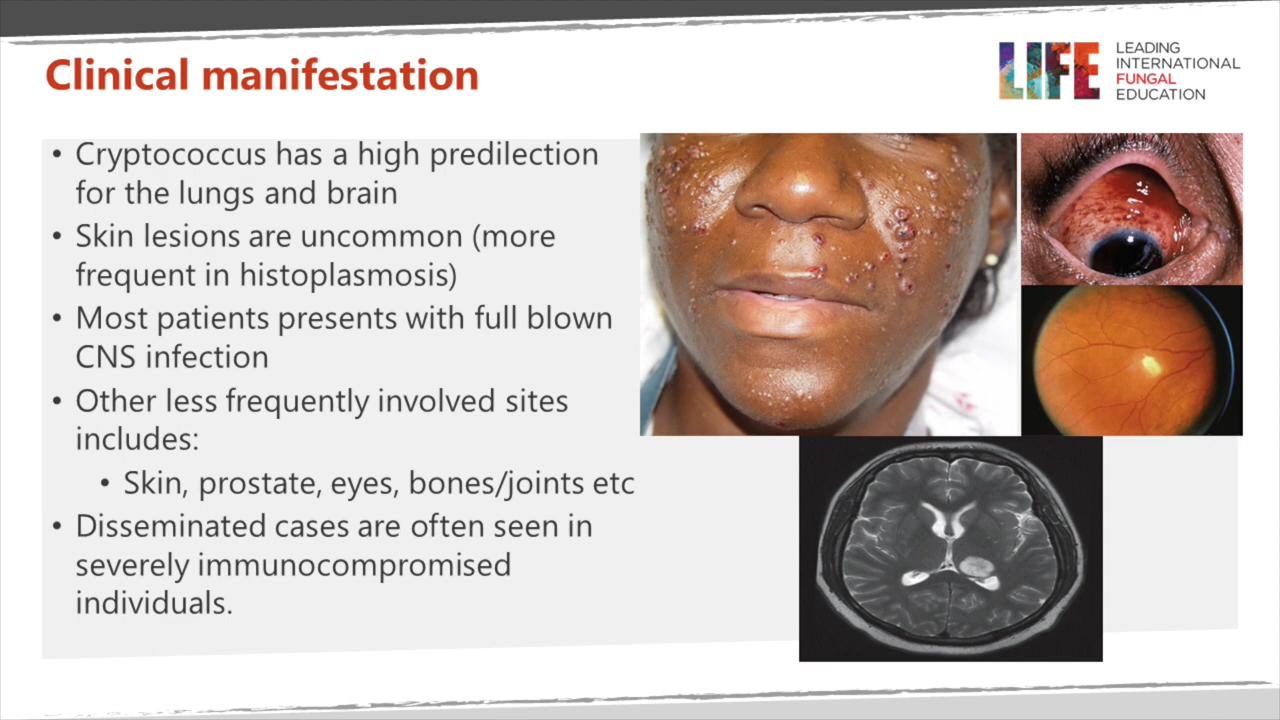 Clinical manifestation
LIFE
LEADING
INTERNATIONAL
FUNGAL
EDUCATION
• Cryptococcus has a high predilection
for the lungs and brain
• Skin lesions are uncommon (more
frequent in histoplasmosis)
• Most patients presents with full blown
CNS infection
• Other less frequently involved sites
includes:
• Skin, prostate, eyes, bones/joints etc
• Disseminated cases are often seen in
severely immunocompromised
individuals.